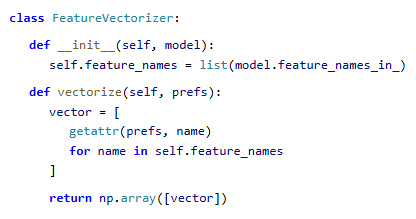 class FeatureVectorizer:
    def __init__(self, model):
        self.feature_names = list(model.feature_names_in_)
    def vectorize(self, prefs):
        vector = [
            getattr(prefs, name)
            for name in self.feature_names
        ]
        return np.array([vector])